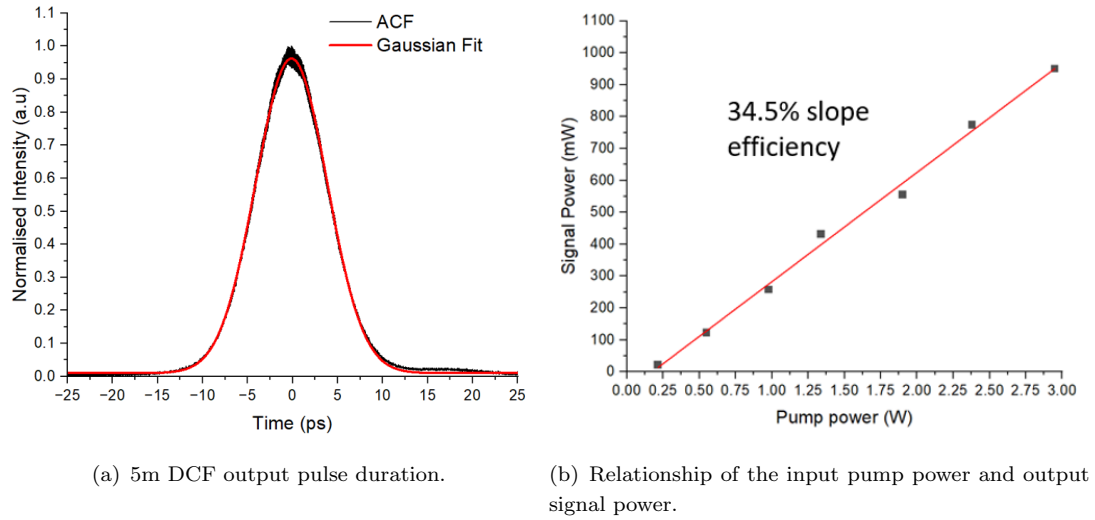 1.1
1.0
0.9
0.8
0.7
0.6
0.5
0.4
0.3
0.2
0.1
0.0
Normalised Intensity (a.u)
ACF
Gaussian Fit
−25 −20 −15 −10 −5 0 5 10 15 20 25
Time (ps)
(a) 5m DCF output pulse duration.
1100
1000
900
800
700
600
500
400
300
200
100
0
Signal Power (mW)
34.5% slope
efficiency
0.00 0.25 0.50 0.75 1.00 1.25 1.50 1.75 2.00 2.25 2.50 2.75 3.00
Pump power (W)
(b) Relationship of the input pump power and output
signal power.